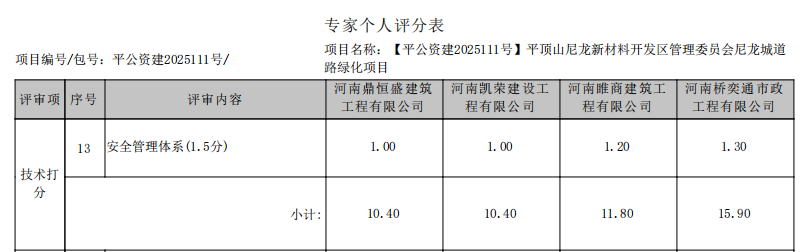 专家个人评分表
项目编号/包号: 平公资建2025111号/
项目名称: 【平公资建2025111号】平顶山尼龙新材料开发区管理委员会尼龙城道
路绿化项目
评审项 序号 评审内容 河南鼎恒盛建筑 河南凯荣建设工 河南睢商建筑工 河南桥奕通市政
工程有限公司 程有限公司 程有限公司 工程有限公司
13 安全管理体系(1.5分) 1.00 1.00 1.20 1.30
技术打
分
小计: 10.40 10.40 11.80 15.90